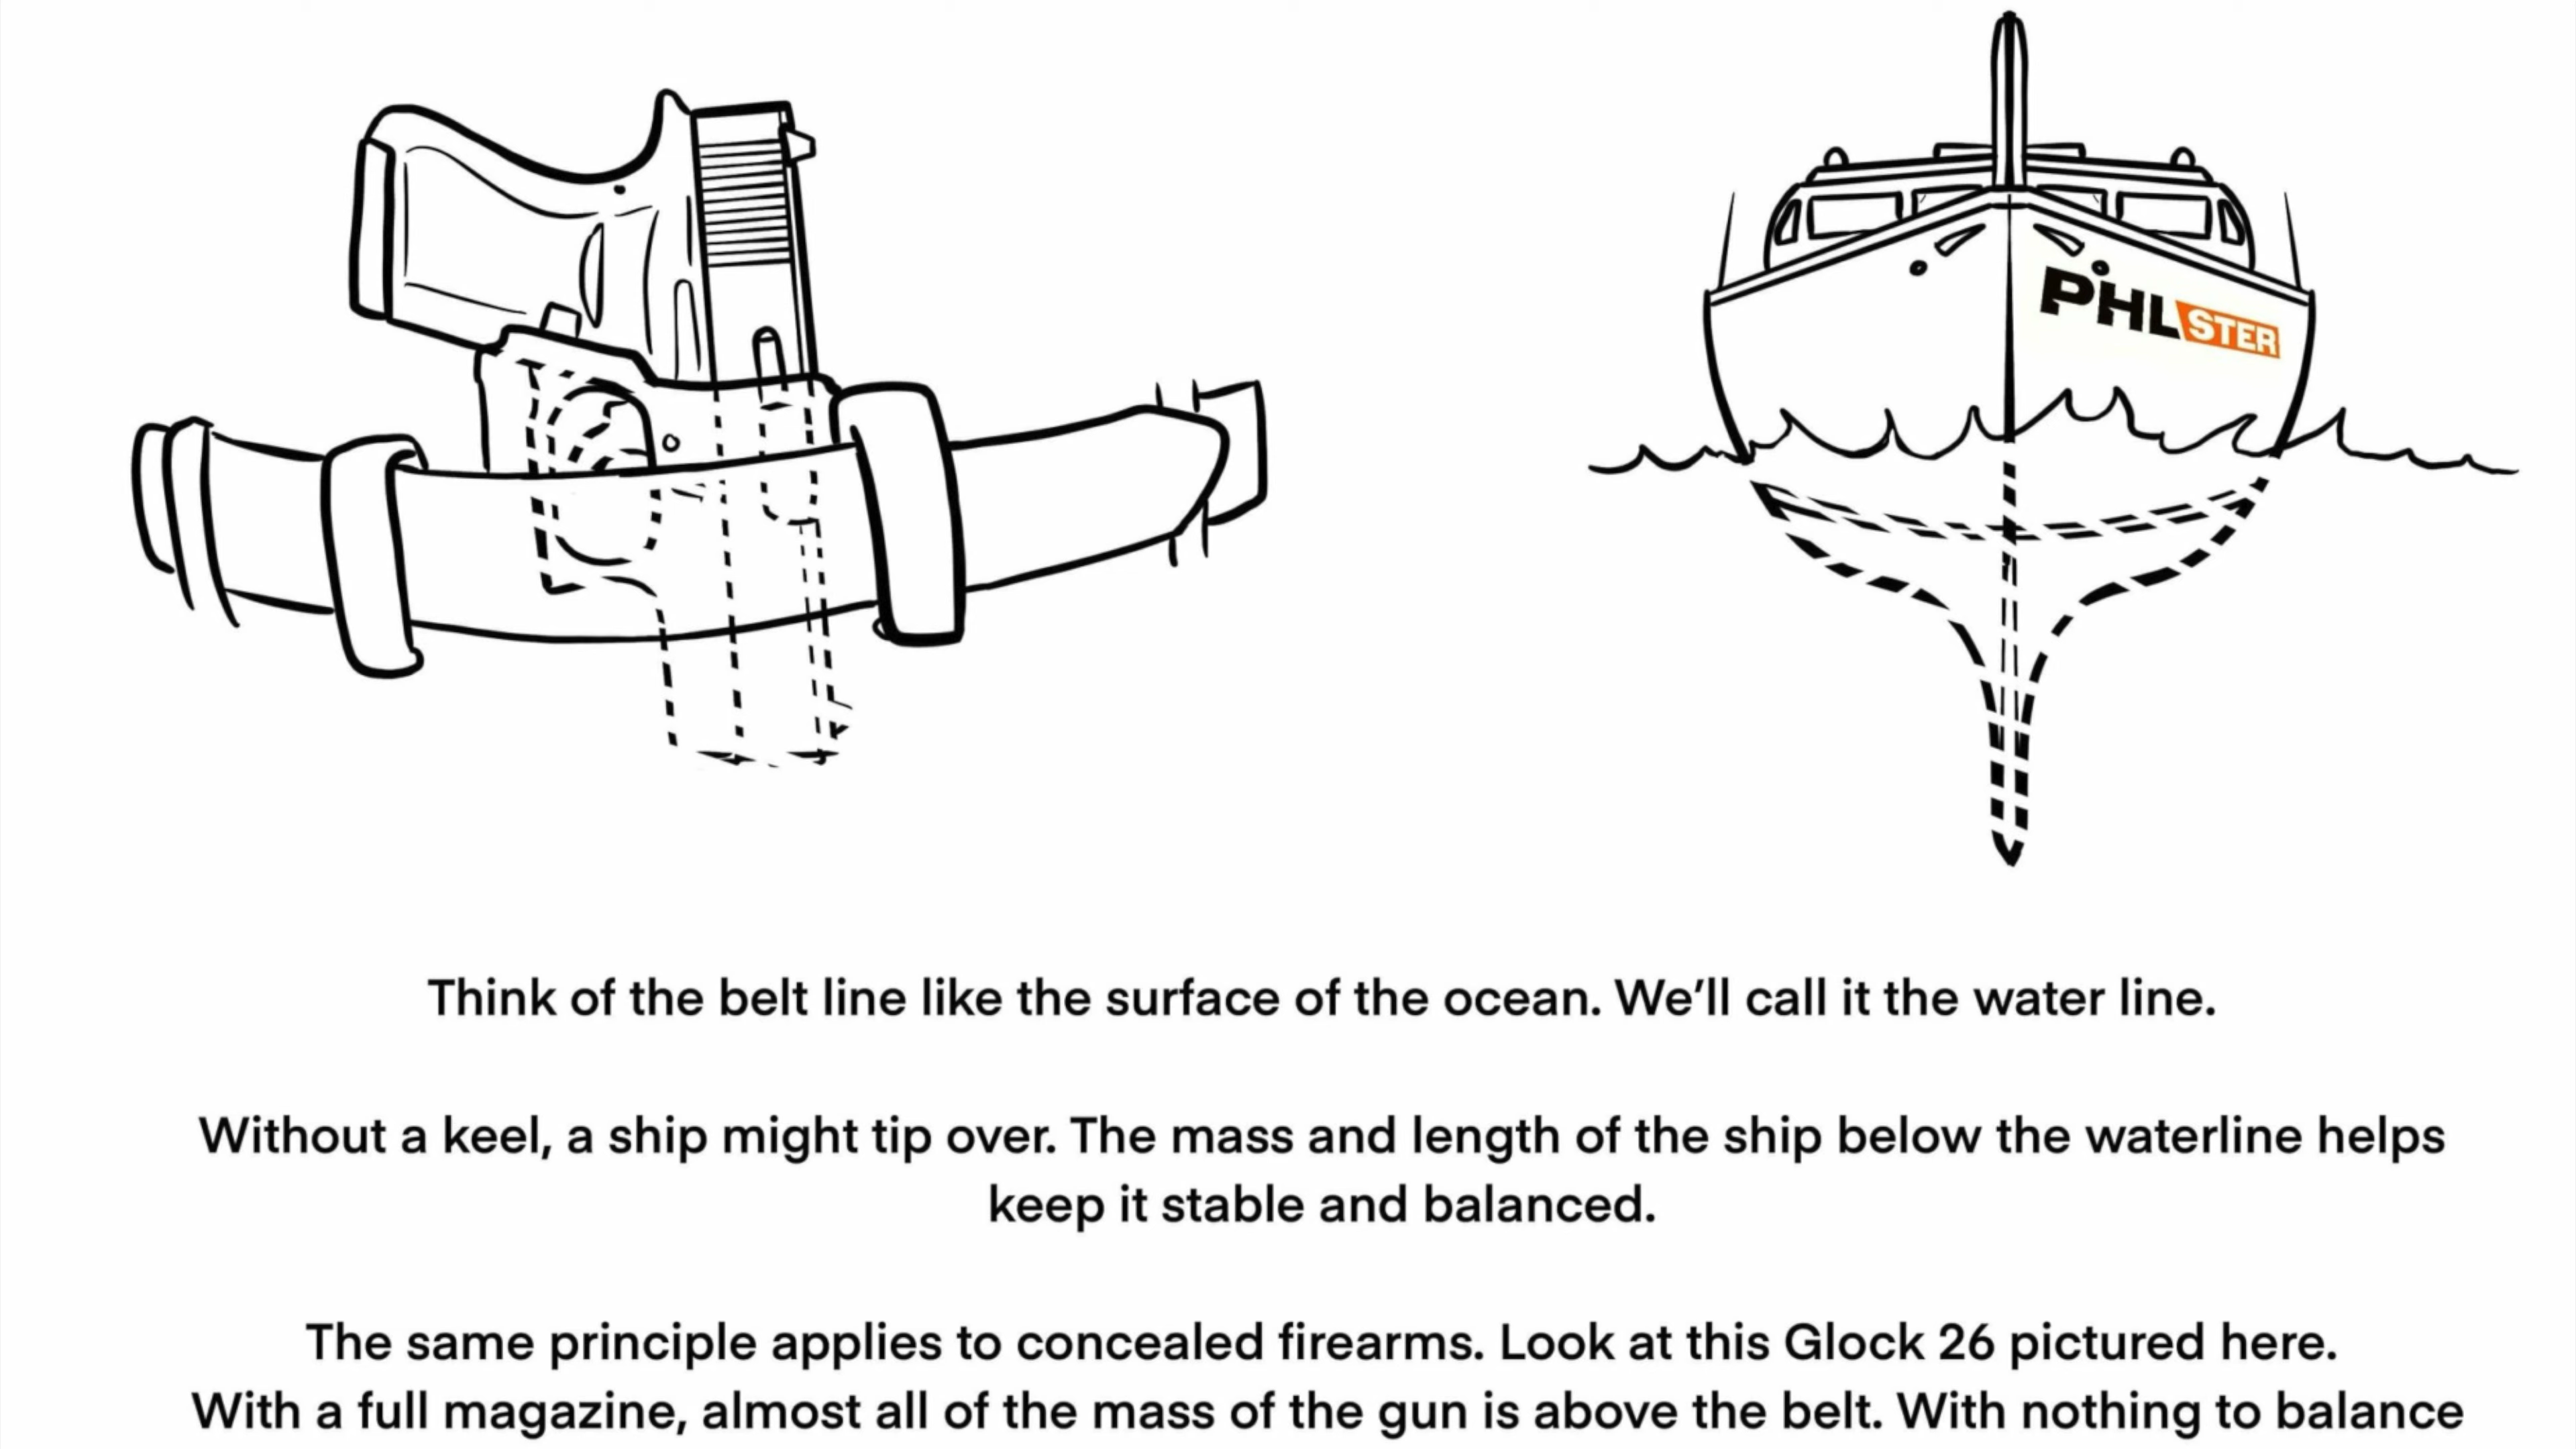 PHLSTER
Think of the belt line like the surface of the ocean. We’ll call it the water line.
Without a keel, a ship might tip over. The mass and length of the ship below the waterline helps
keep it stable and balanced.
The same principle applies to concealed firearms. Look at this Glock 26 pictured here.
With a full magazine, almost all of the mass of the gun is above the belt. With nothing to balance